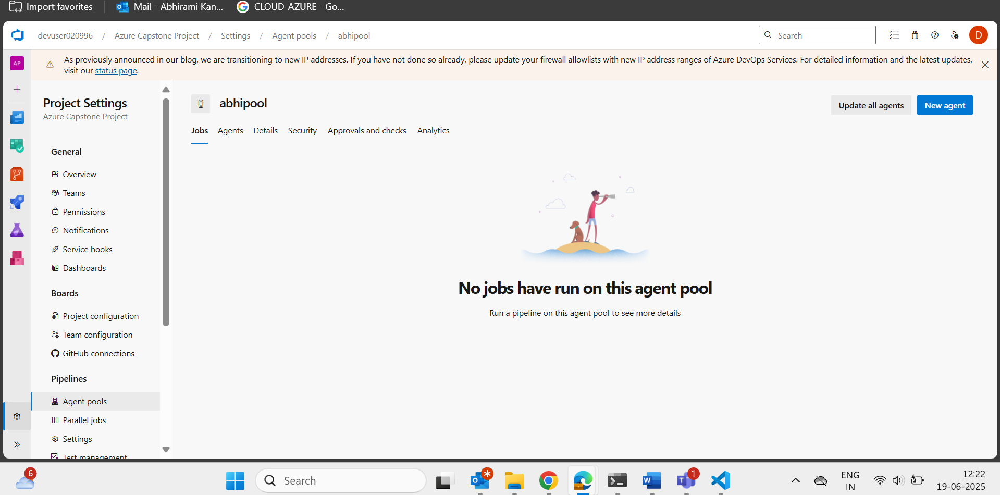 Import favorites
Mail - Abhirami Kan...
CLOUD-AZURE - Go...
devuser020996 / Azure Capstone Project / Settings / Agent pools / abhipool
Search
D
AP
As previously announced in our blog, we are transitioning to new IP addresses. If you have not done so already, please update your firewall allowlists with new IP address ranges of Azure DevOps Services. For detailed information and the latest updates,
visit our status page.
Project Settings
Azure Capstone Project
General
Overview
Teams
Permissions
Notifications
Service hooks
Dashboards
Boards
Project configuration
Team configuration
GitHub connections
Pipelines
Agent pools
Parallel jobs
Settings
Test management
abhipool
Update all agents
New agent
Jobs Agents Details Security Approvals and checks Analytics
No jobs have run on this agent pool
Run a pipeline on this agent pool to see more details
6
Search
1
ENG
IN
12:22
19-06-2025